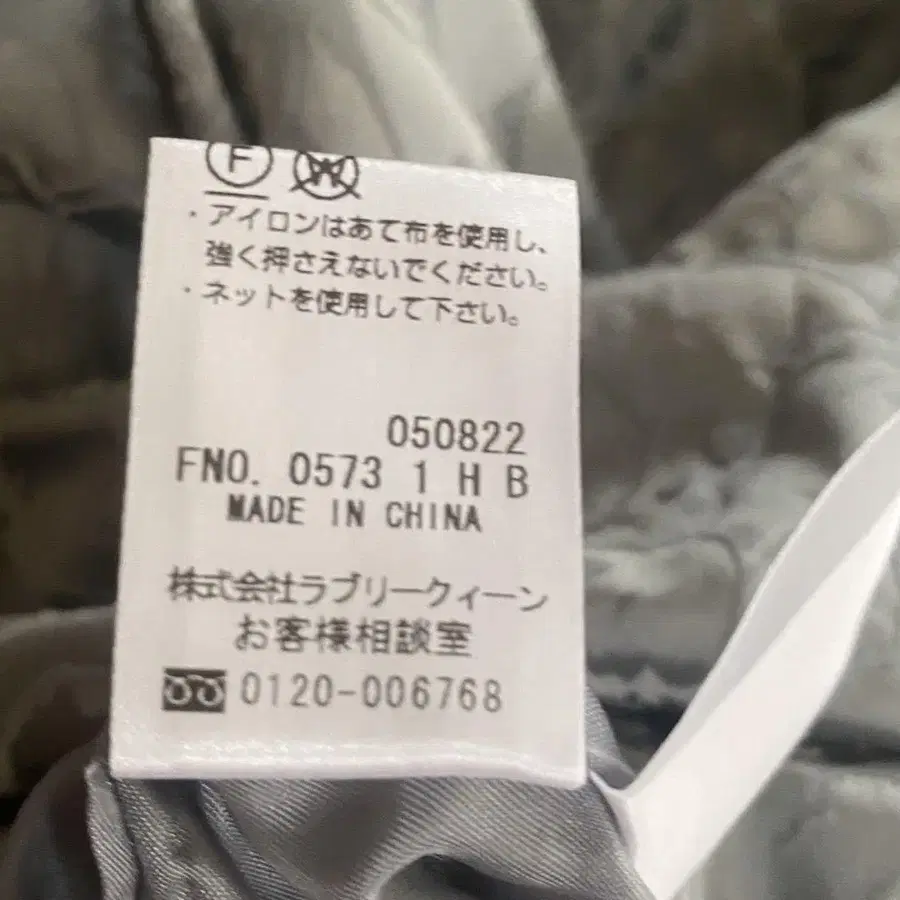 F W
・アイロンはあて布を使用し、
強く押さえないでください。
・ネットを使用して下さい。
050822
FNO. 0573 1 H B
MADE IN CHINA
株式会社ラブリークィーン
お客様相談室
0120-006768